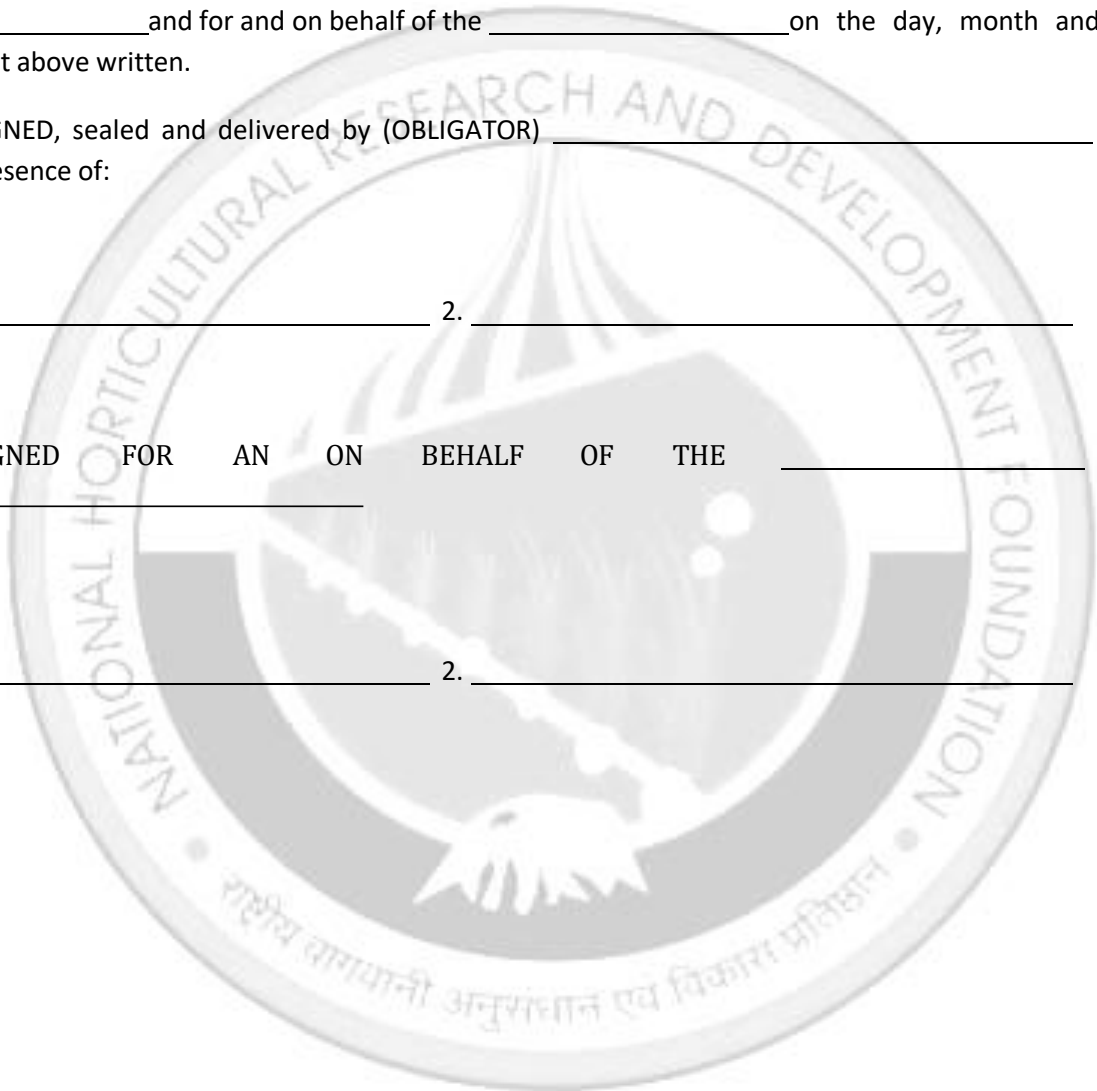 and for and on behalf of the on the day, month and
t above written.
GNED, sealed and delivered by (OBLIGATOR)
esence of:
2.
GNED FOR AN ON BEHALF OF THE
2.
NATIONAL HORTICULTURAL RESEARCH AND DEVELOPMENT FOUNDATION
राष्ट्रीय बागवानी अनुसंधान एवं विकास प्रतिष्ठान